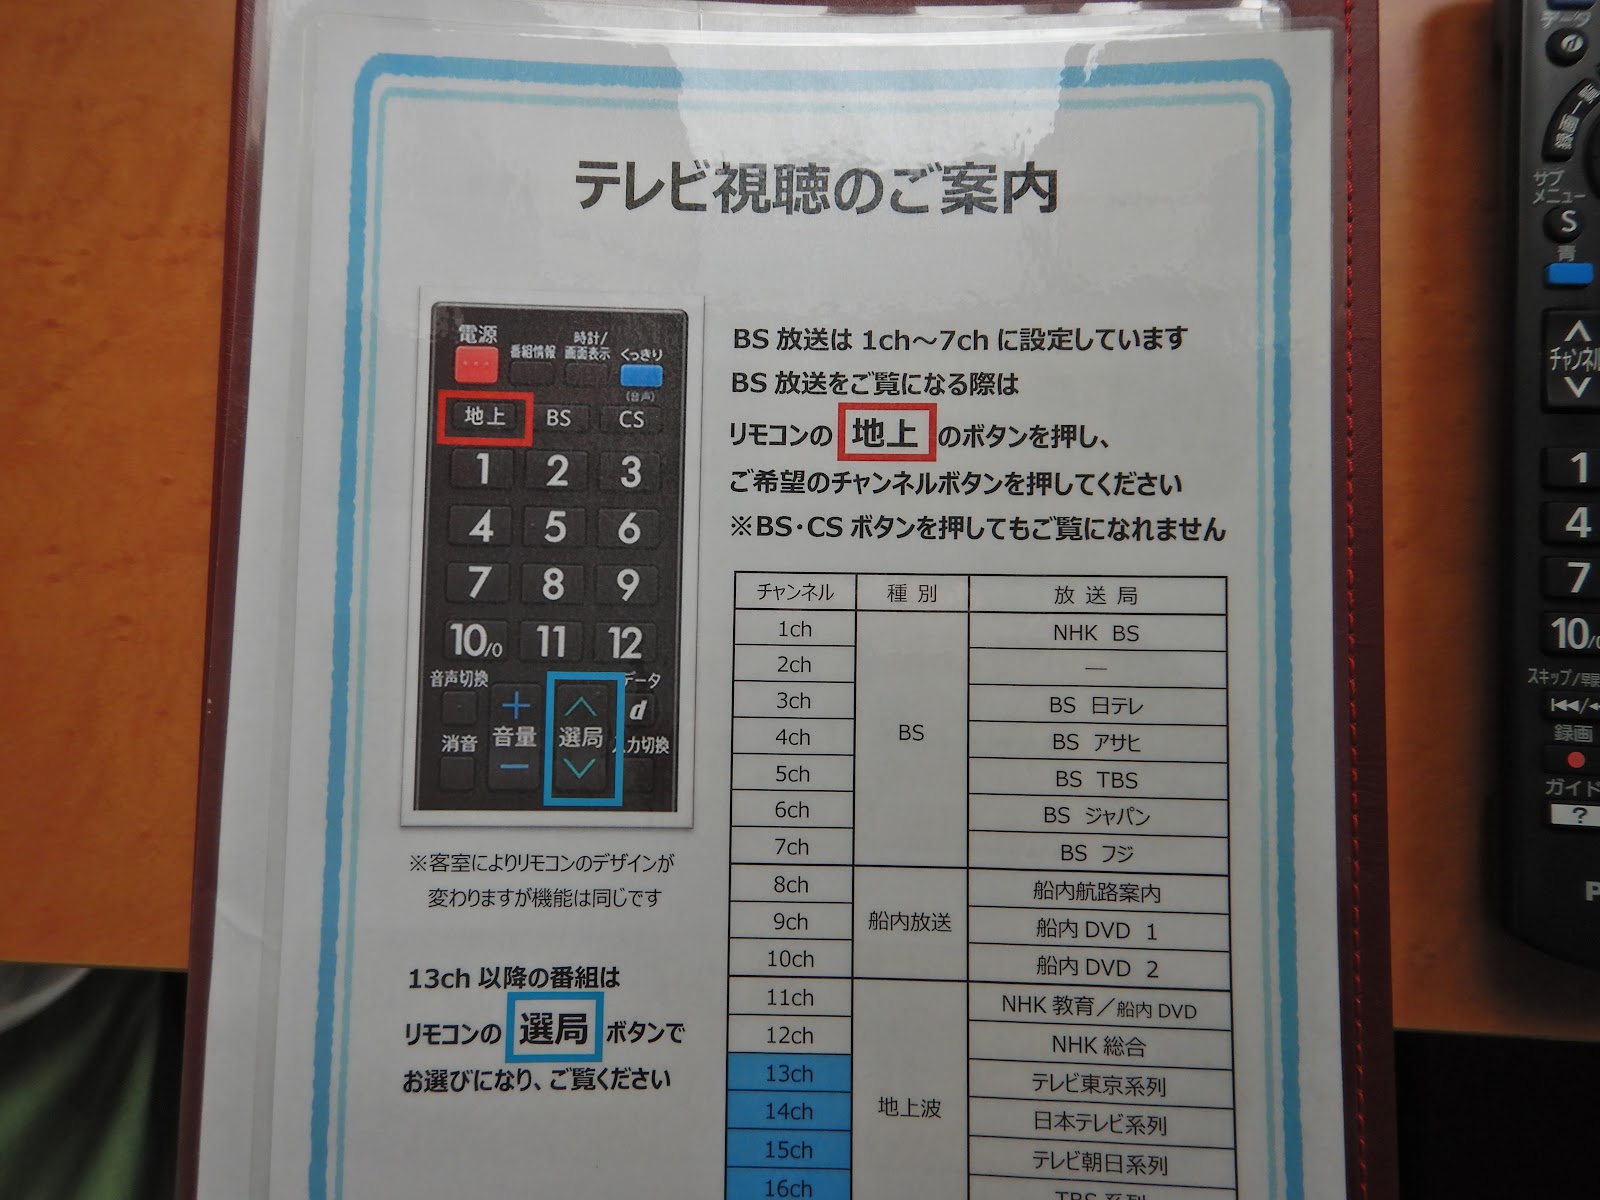 テレビ視聴のご案内
電源
番組情報
時計/
画面表示
くっきり
(音声)
地上 BS CS
1 2 3
4 5 6
7 8 9
10/0 11 12
音声切換
データ
+ 音量 −
選局
d
消音
入力切換
BS 放送は 1ch～7ch に設定しています
BS 放送をご覧になる際は
リモコンの 地上 のボタンを押し、
ご希望のチャンネルボタンを押してください
※BS・CS ボタンを押してもご覧になれません
※客室によりリモコンのデザインが
変わりますが機能は同じです
13ch 以降の番組は
リモコンの 選局 ボタンで
お選びになり、ご覧ください
チャンネル 種 別 放 送 局
1ch BS NHK BS
2ch —
3ch BS 日テレ
4ch BS アサヒ
5ch BS TBS
6ch BS ジャパン
7ch BS フジ
8ch 船内放送 船内航路案内
9ch 船内 DVD 1
10ch 船内 DVD 2
11ch 地上波 NHK 教育／船内 DVD
12ch NHK 総合
13ch テレビ東京系列
14ch 日本テレビ系列
15ch テレビ朝日系列
16ch TBS 系列
データ
d
録画一覧
サブ
メニュー
S
青
チャンネル
1
4
7
10/0
スキップ/早戻
録画
ガイド
?
P